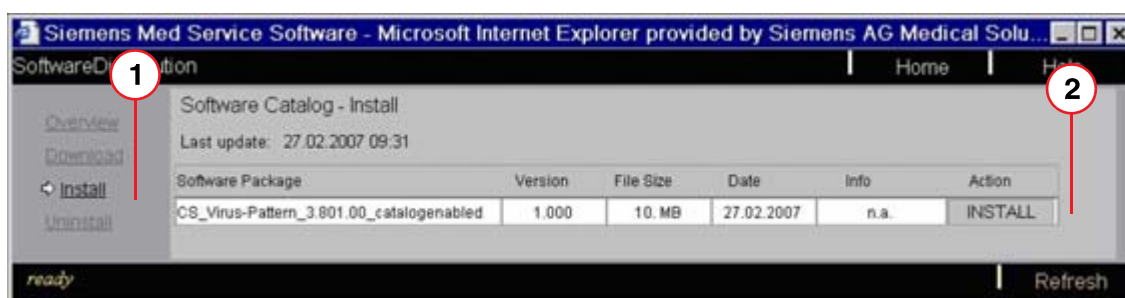 Siemens Med Service Software - Microsoft Internet Explorer provided by Siemens AG Medical Solu...
Home
1
2
Software Catalog - Install
Last update: 27.02.2007 09:31
Overview
Download
Install
Uninstall
Software Package Version File Size Date Info Action
CS_Virus-Pattern_3.801.00_catalogenabled 1.000 10. MB 27.02.2007 n.a. INSTALL
ready Refresh